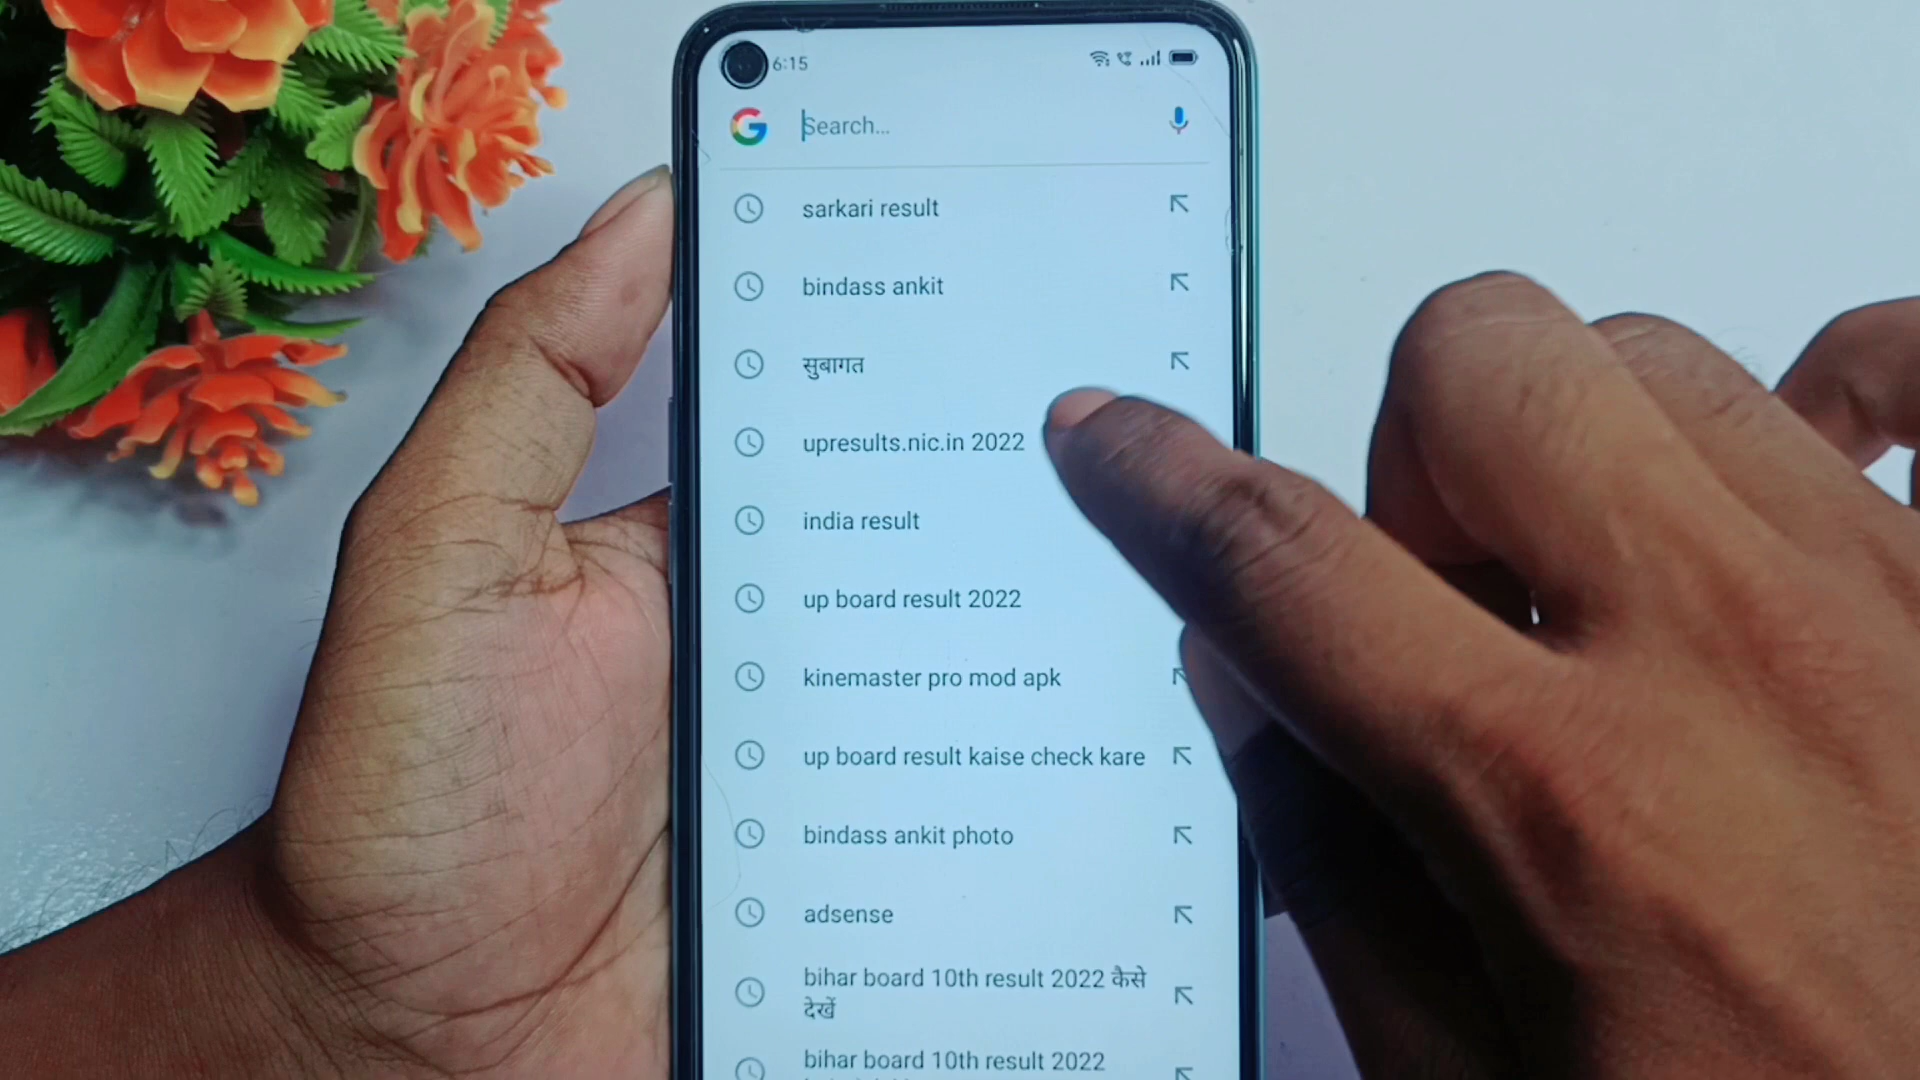 6:15
Search...
sarkari result
bindass ankit
सुबागत
upresults.nic.in 2022
india result
up board result 2022
kinemaster pro mod apk
up board result kaise check kare
bindass ankit photo
adsense
bihar board 10th result 2022 कैसे
देखें
bihar board 10th result 2022